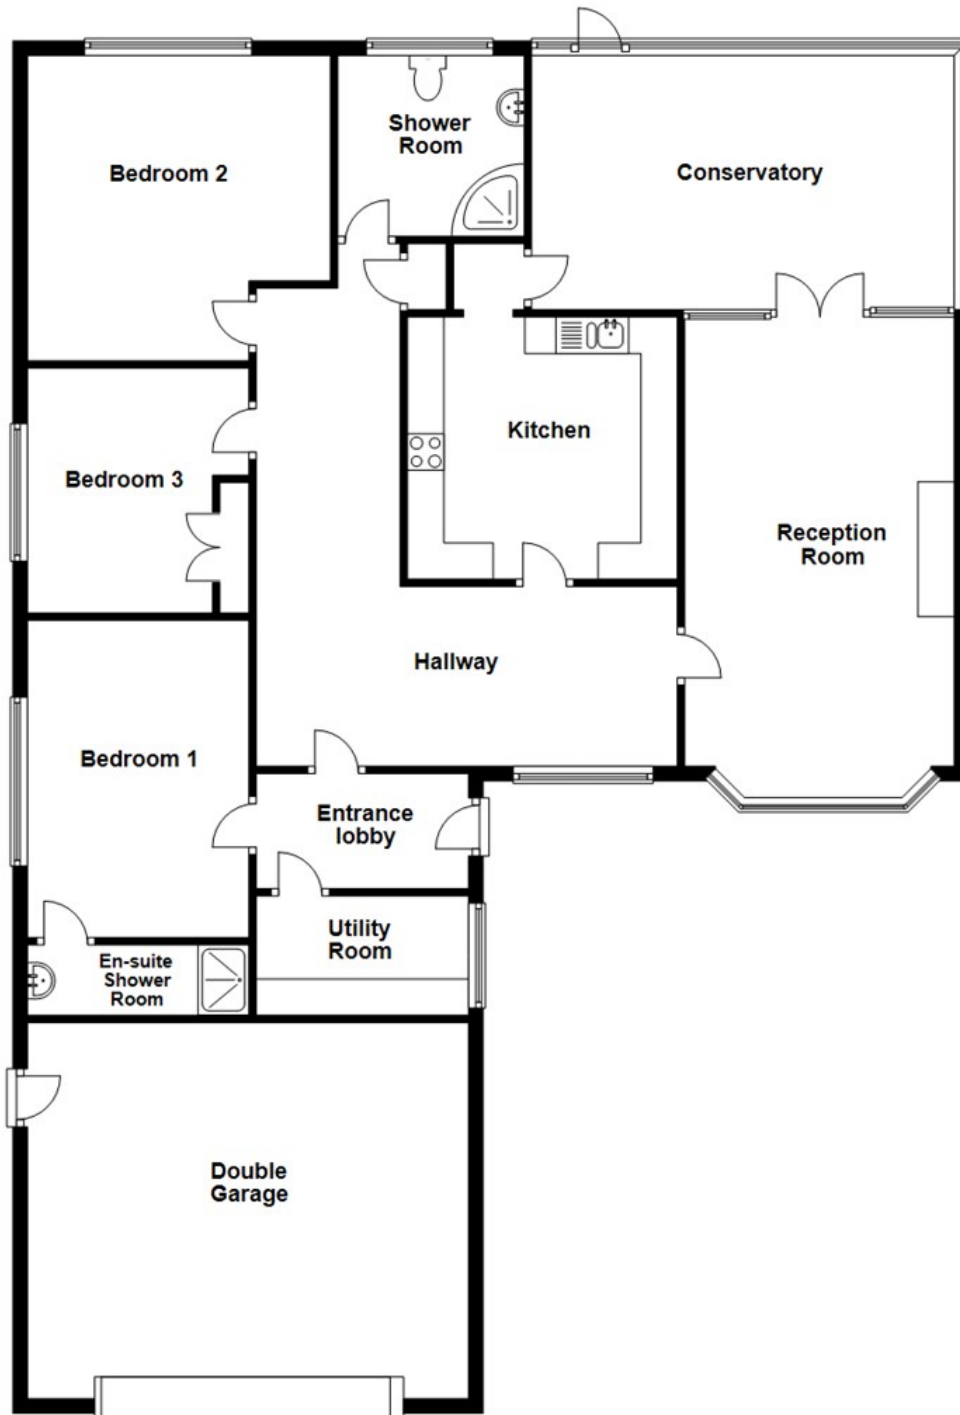 Shower
Room
Bedroom 2
Conservatory
Kitchen
Bedroom 3
Reception
Room
Hallway
Bedroom 1
Entrance
lobby
Utility
Room
En-suite
Shower
Room
Double
Garage